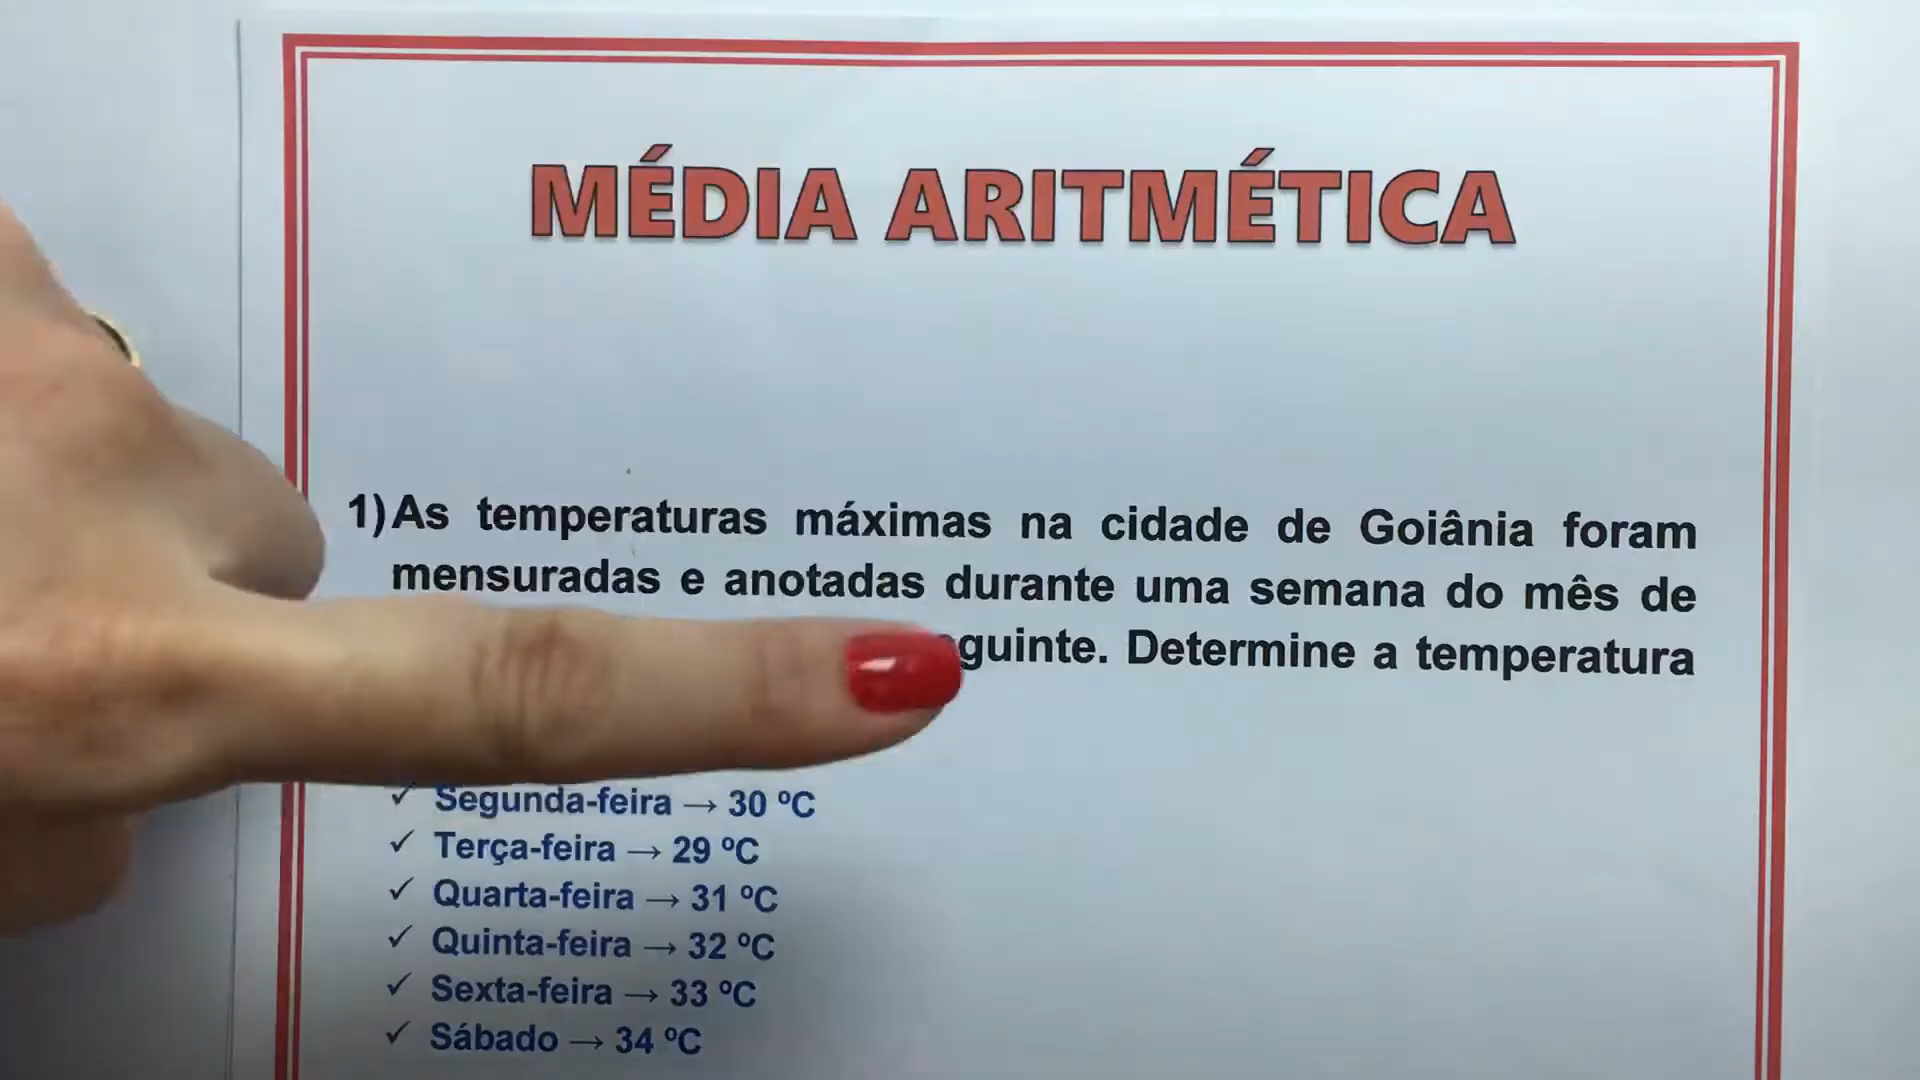 MÉDIA ARITMÉTICA
1) As temperaturas máximas na cidade de Goiânia foram
mensuradas e anotadas durante uma semana do mês de
Determine a temperatura
✓ Segunda-feira → 30 ºC
✓ Terça-feira → 29 ºC
✓ Quarta-feira → 31 ºC
✓ Quinta-feira → 32 ºC
✓ Sexta-feira → 33 ºC
✓ Sábado → 34 ºC